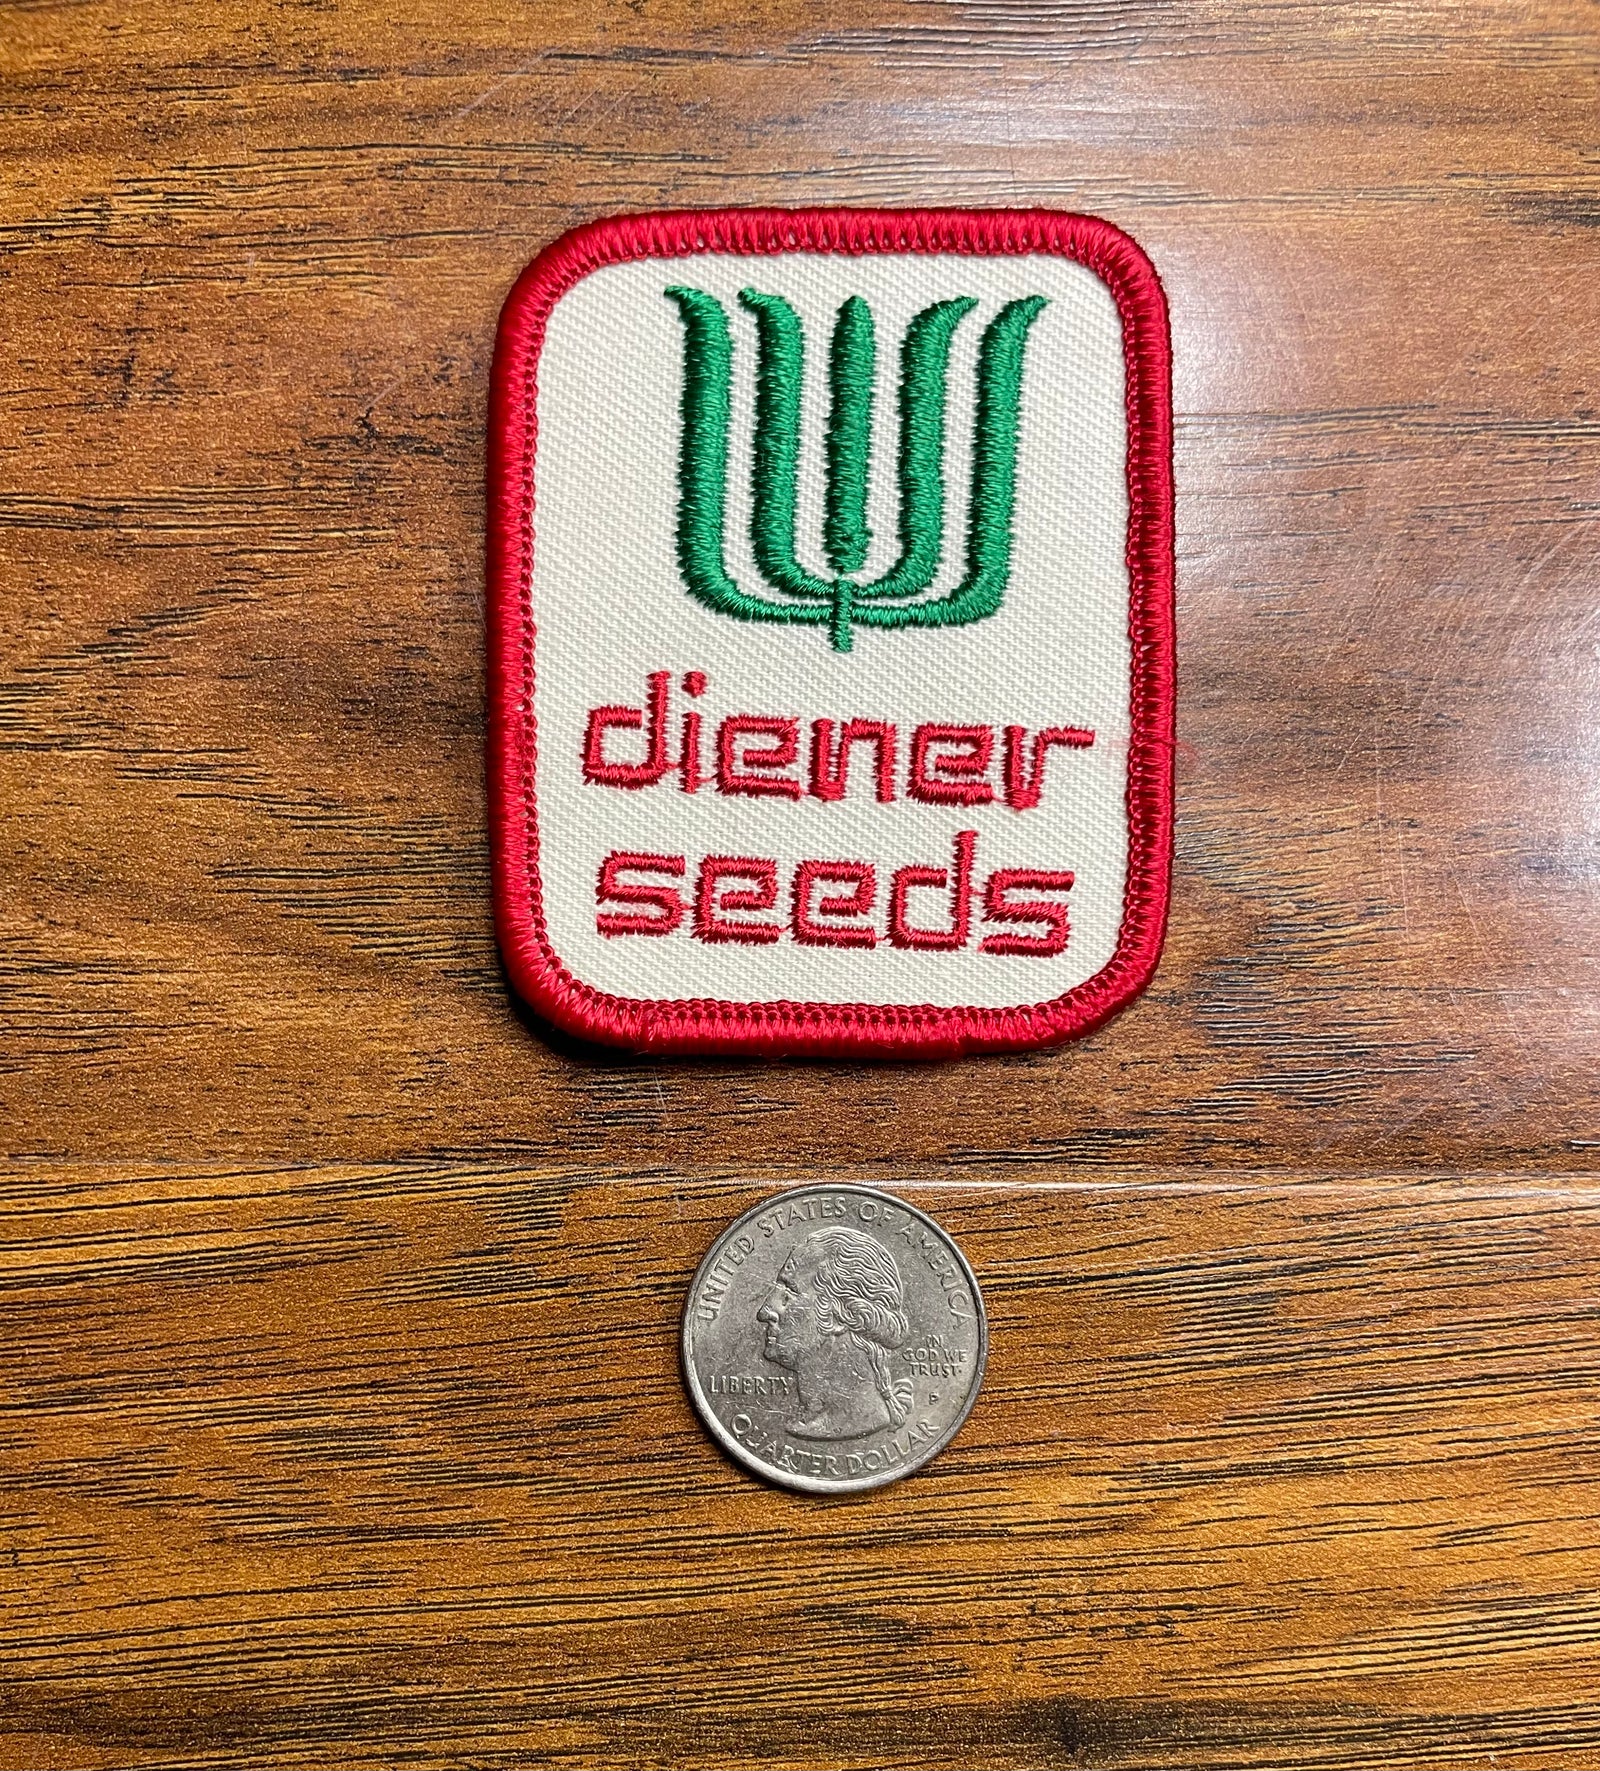 diener
seeds
UNITED STATES OF AMERICA
IN
GOD WE
TRUST
LIBERTY
P
QUARTER DOLLAR